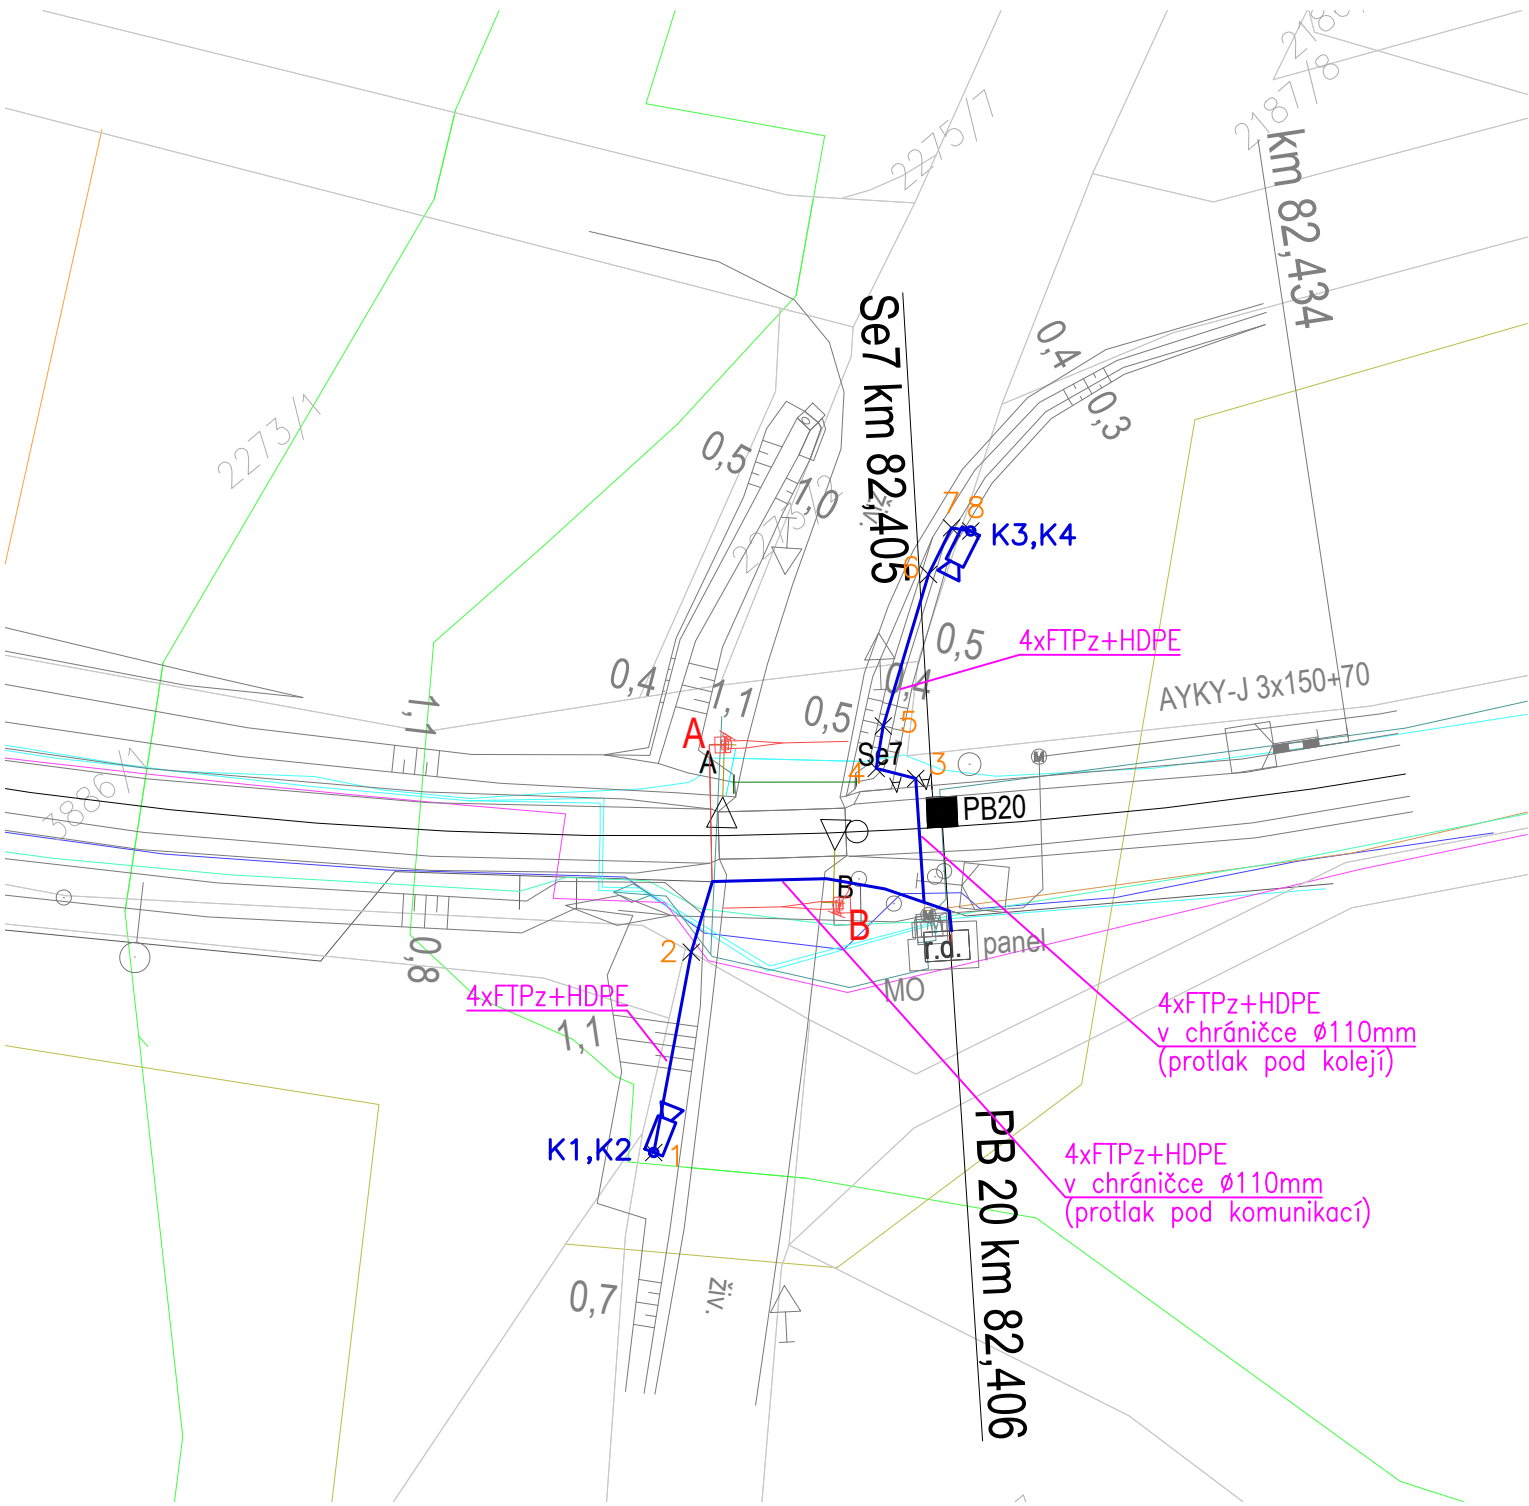 2187/8
2275/7
km 82,434
Se7 km 82,405
0,4
0,3
2273/1
0,5
1,0
živ.
7 8
K3,K4
6
0,5
4xFTPz+HDPE
0,4
0,4
1,1
1,1
0,5
AYKY-J 3x150+70
5
A
A
Se7
4
3
M
PB20
3886/1
B
B
M
M
r.d.
panel
2
0,8
MO
4xFTPz+HDPE
1,1
4xFTPz+HDPE
v chráničce Ø110mm
(protlak pod kolejí)
K1,K2
1
4xFTPz+HDPE
v chráničce Ø110mm
(protlak pod komunikací)
PB 20 km 82,406
0,7
živ.